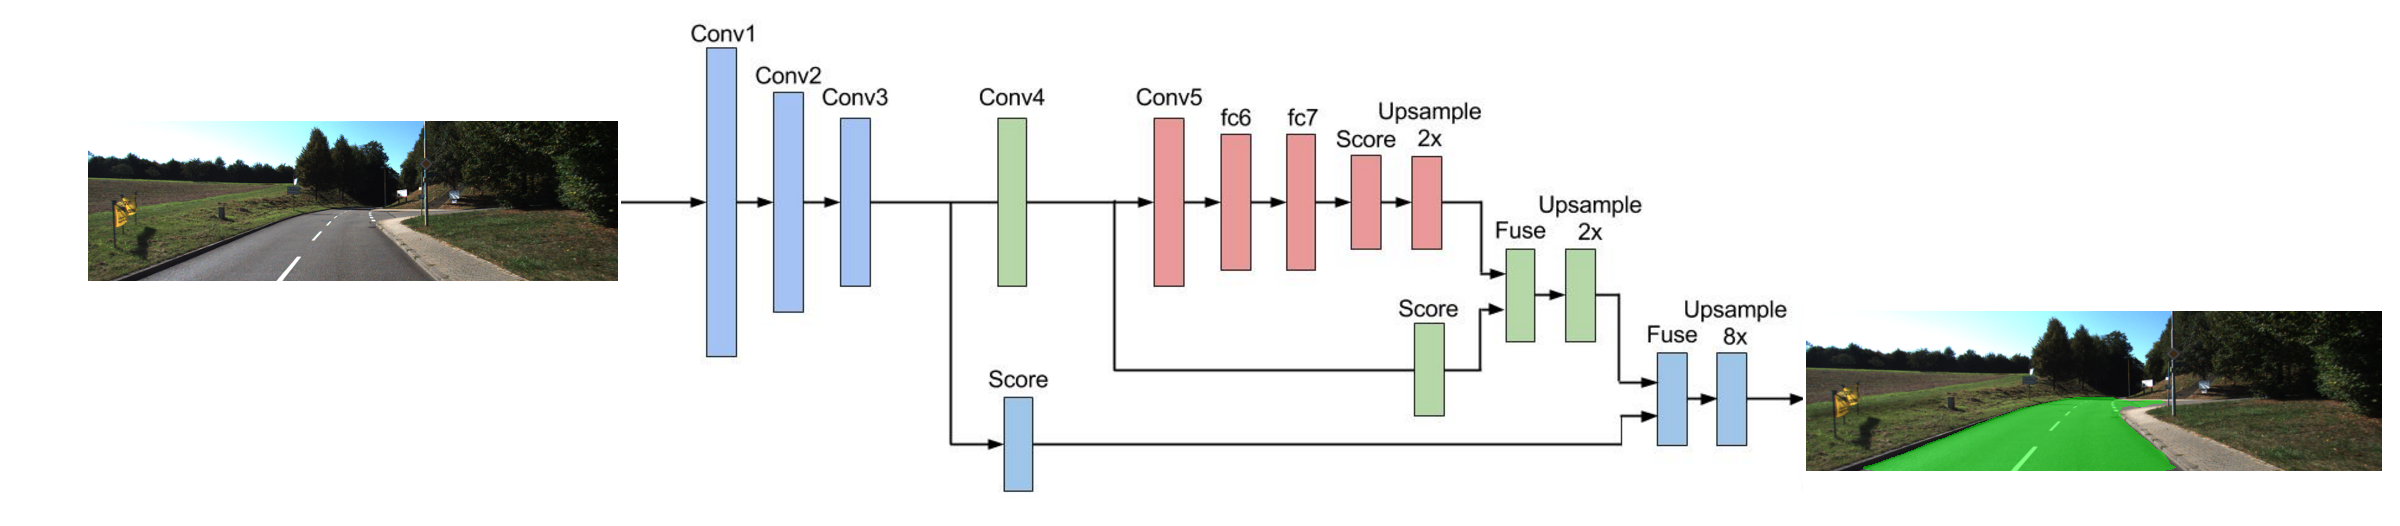 Conv1
Conv2
Conv3
Conv4
Conv5
fc6
fc7
Score
Upsample
2x
Fuse
Upsample
2x
Score
Fuse
Upsample
8x
Score